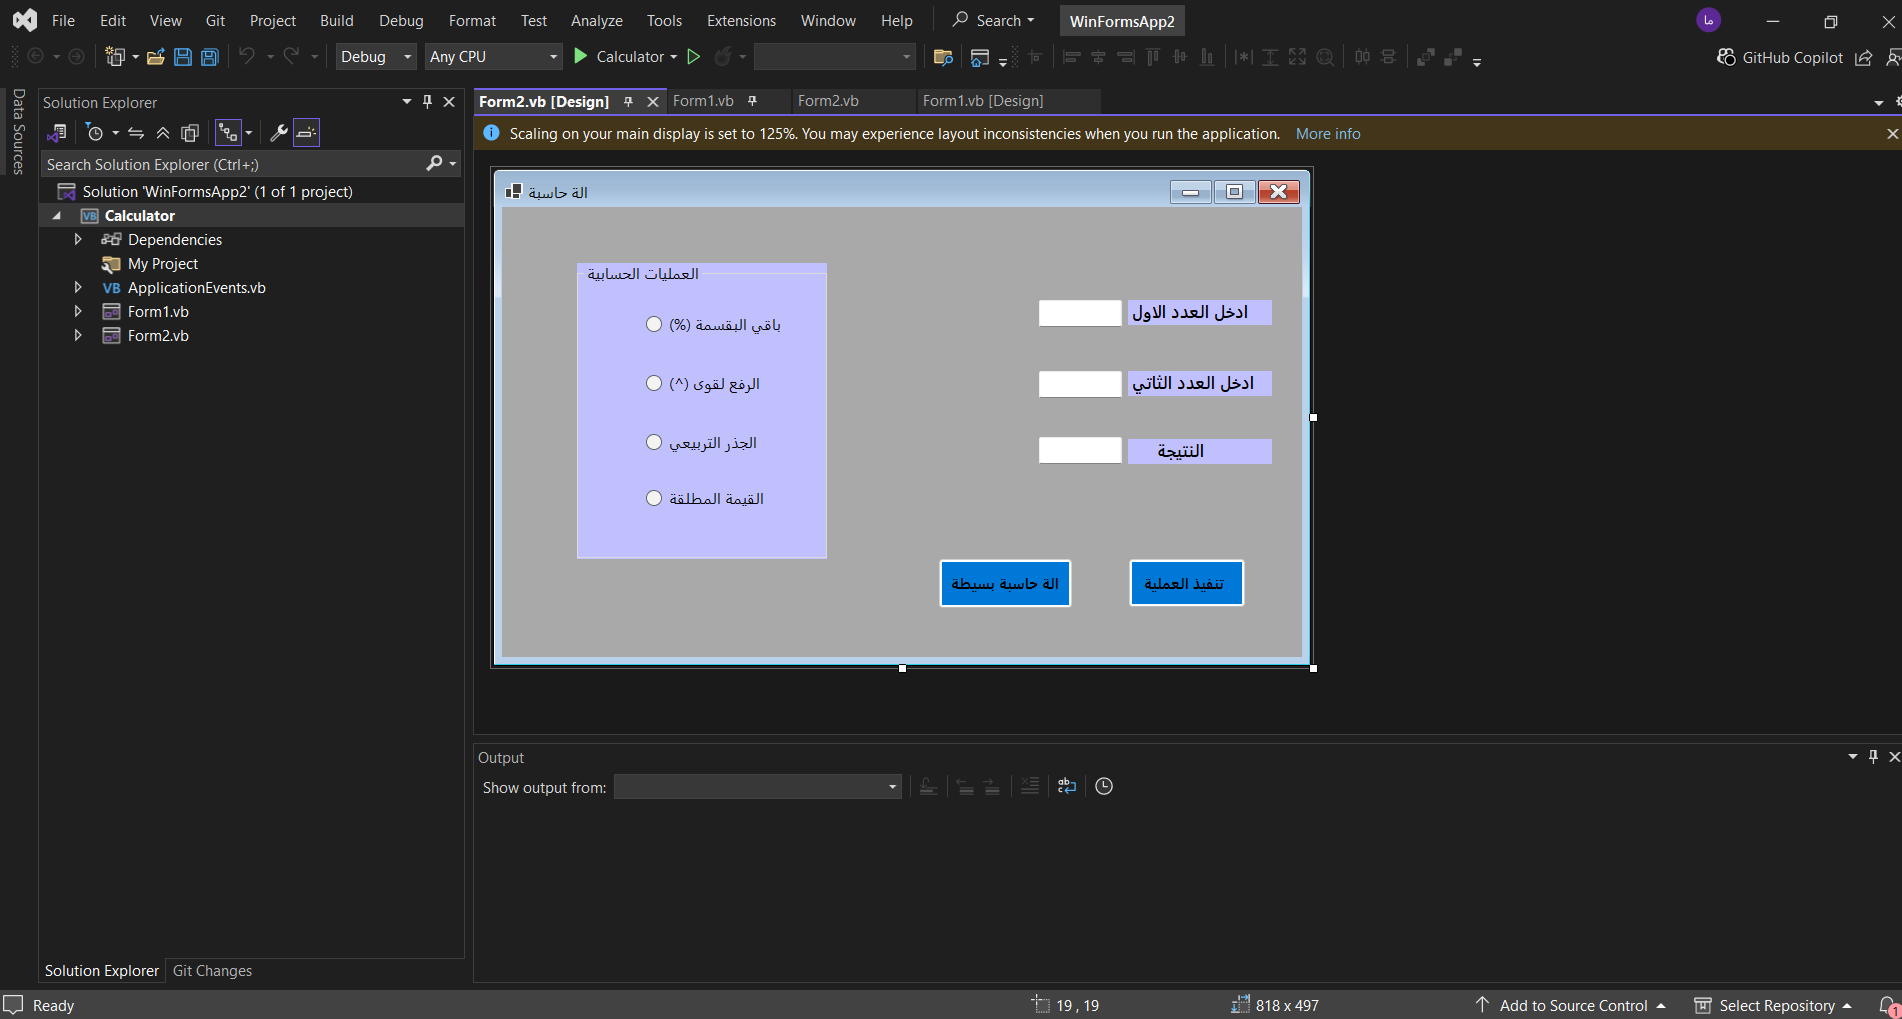 File Edit View Git Project Build Debug Format Test Analyze Tools Extensions Window Help Search WinFormsApp2 ما
Debug Any CPU Calculator GitHub Copilot
Data Sources
Solution Explorer
Search Solution Explorer (Ctrl+;)
Solution 'WinFormsApp2' (1 of 1 project)
VB Calculator
Dependencies
My Project
VB ApplicationEvents.vb
Form1.vb
Form2.vb
Solution Explorer Git Changes
Form2.vb [Design] Form1.vb Form2.vb Form1.vb [Design]
Scaling on your main display is set to 125%. You may experience layout inconsistencies when you run the application. More info
الة حاسبة
العمليات الحسابية
باقي البقسمة (%)
الرفع لقوى (^)
الجذر التربيعي
القيمة المطلقة
ادخل العدد الاول
ادخل العدد الثاتي
النتيجة
تنفيذ العملية
الة حاسبة بسيطة
Output
Show output from:
Ready 19 , 19 818 x 497 Add to Source Control Select Repository 1